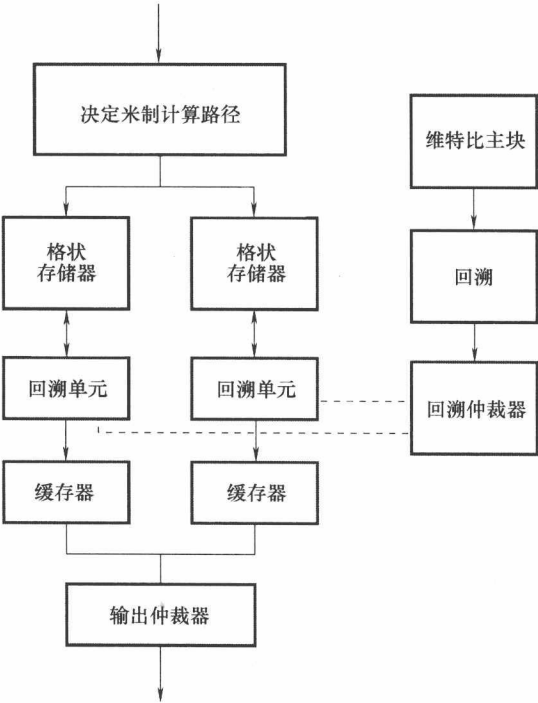 决定米制计算路径
维特比主块
格状
存储器
格状
存储器
回溯
回溯单元
回溯单元
回溯仲裁器
缓存器
缓存器
输出仲裁器